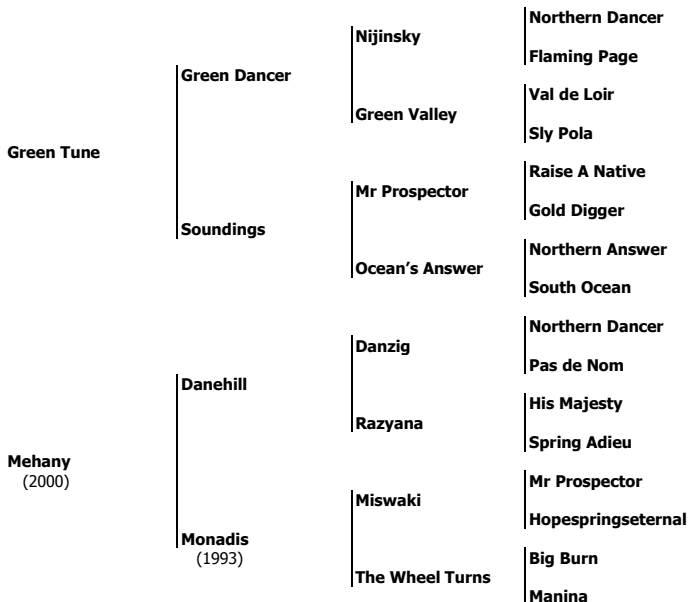 Northern Dancer
Nijinsky
Flaming Page
Green Dancer
Val de Loir
Green Valley
Sly Pola
Green Tune
Raise A Native
Mr Prospector
Gold Digger
Soundings
Northern Answer
Ocean's Answer
South Ocean
Northern Dancer
Danzig
Pas de Nom
Danehill
His Majesty
Razyana
Spring Adieu
Mehany
(2000)
Mr Prospector
Miswaki
Hopespringseternal
Monadis
(1993)
Big Burn
The Wheel Turns
Manina